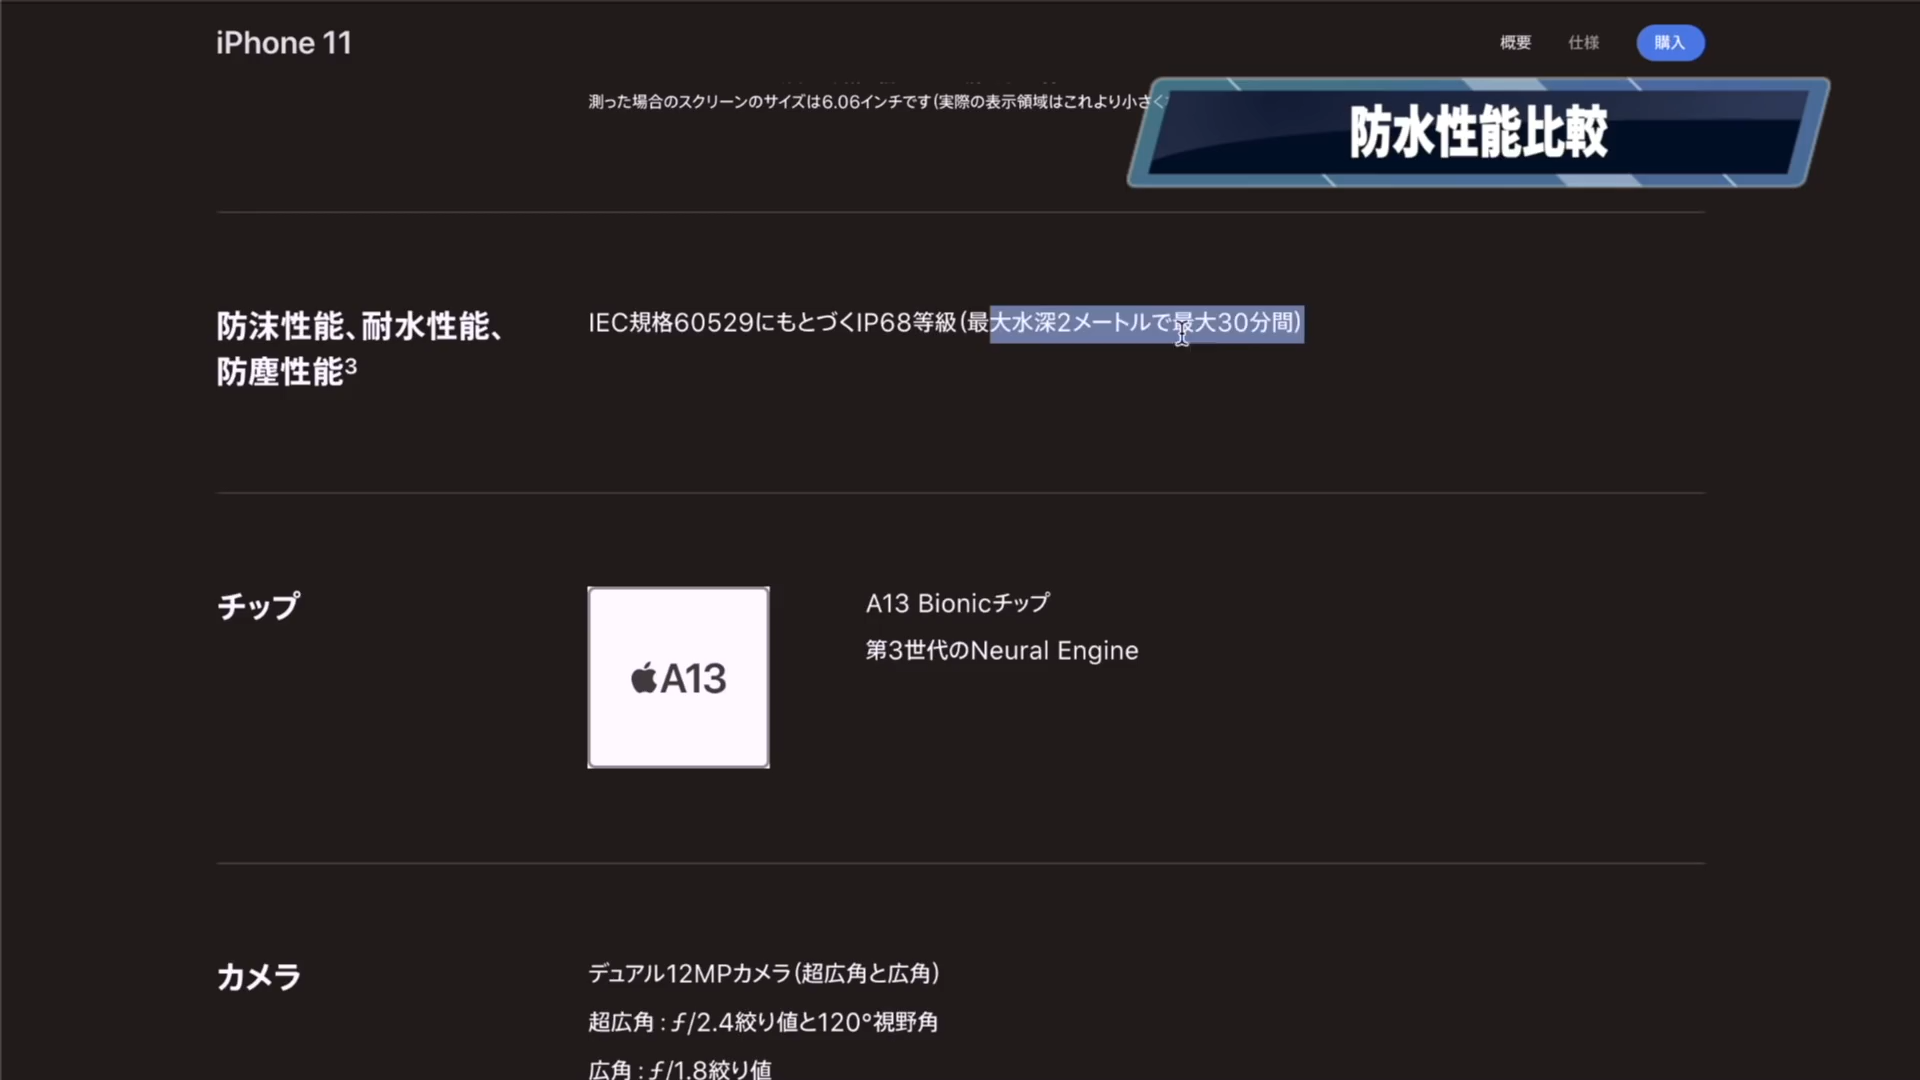 iPhone 11
概要
仕様
購入
測った場合のスクリーンのサイズは6.06インチです(実際の表示領域はこれより小さく
防水性能比較
防沫性能、耐水性能、
防塵性能3
IEC規格60529にもとづくIP68等級(最大水深2メートルで最大30分間)
チップ
A13
A13 Bionicチップ
第3世代のNeural Engine
カメラ
デュアル12MPカメラ(超広角と広角)
超広角:ƒ/2.4絞り値と120°視野角
広角:ƒ/1.8絞り値